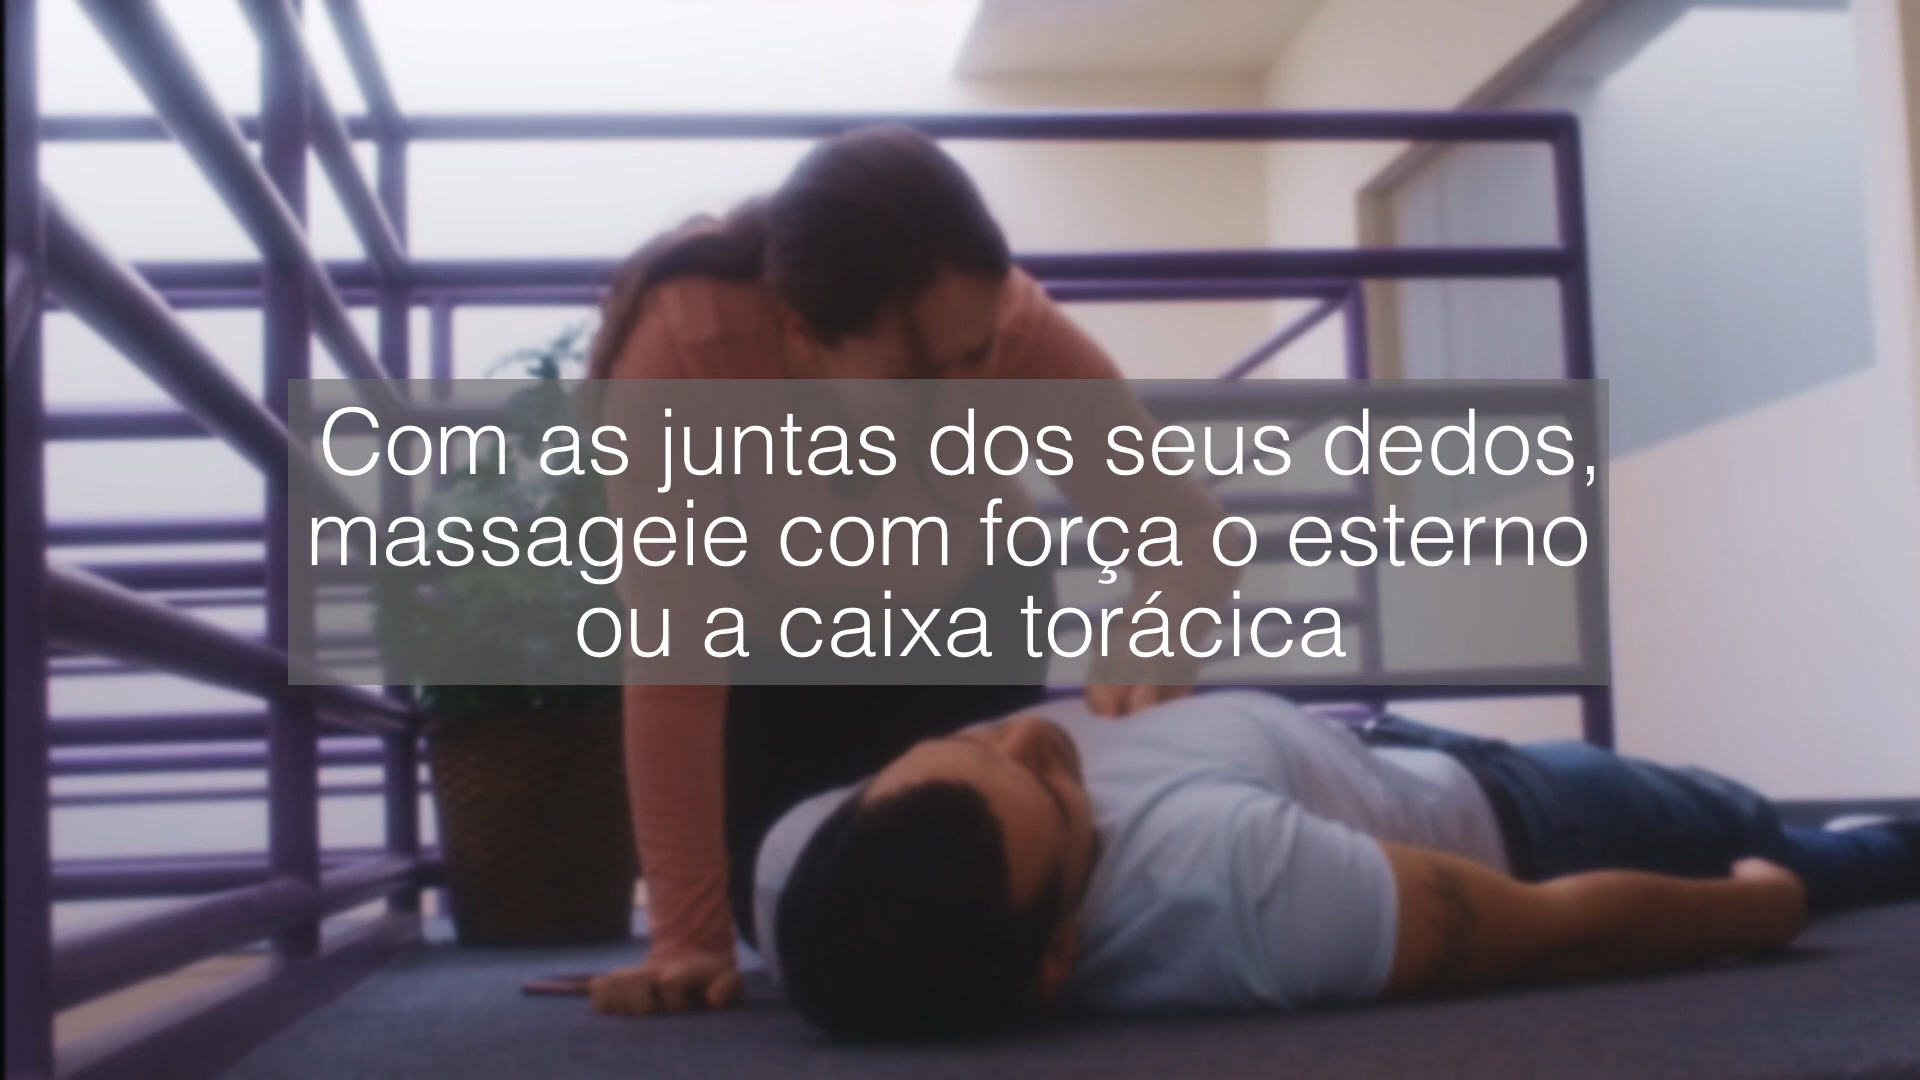 Com as juntas dos seus dedos,
massageie com força o esterno
ou a caixa torácica